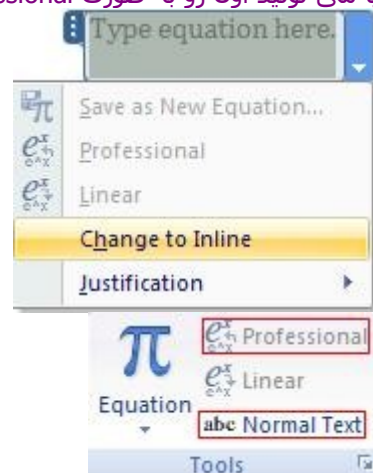 Type equation here.
Save as New Equation...
Professional
Linear
Change to Inline
Justification
π
Equation
Professional
Linear
abc Normal Text
Tools